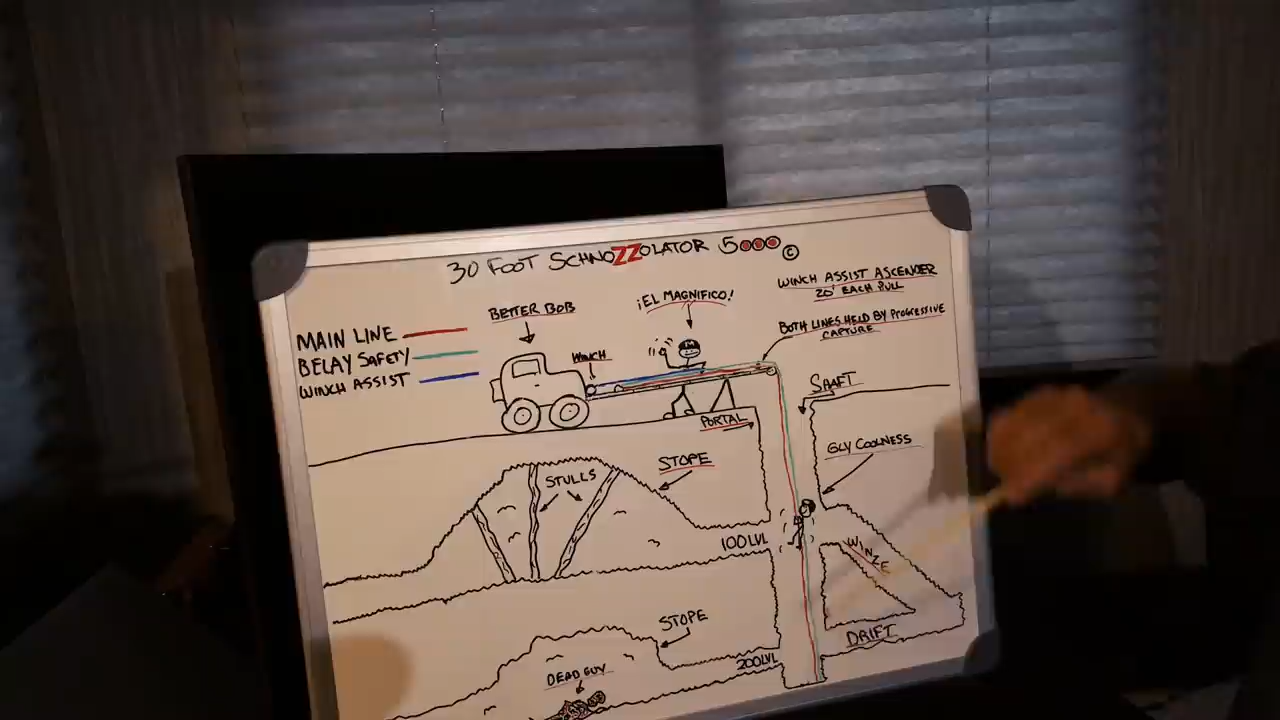 30 FOOT SCHNOZZOLATOR 5000 ©
WINCH ASSIST ASCENDER
20' EACH PULL
BETTER BOB
¡EL MAGNIFICO!
BOTH LINES HELD BY PROGRESSIVE
CAPTURE
MAIN LINE
BELAY SAFETY
WINCH ASSIST
WINCH
SHAFT
PORTAL
GLY COOLNESS
STOPE
STULLS
100 LVL
WINZE
STOPE
DRIFT
200 LVL
DEAD GUY